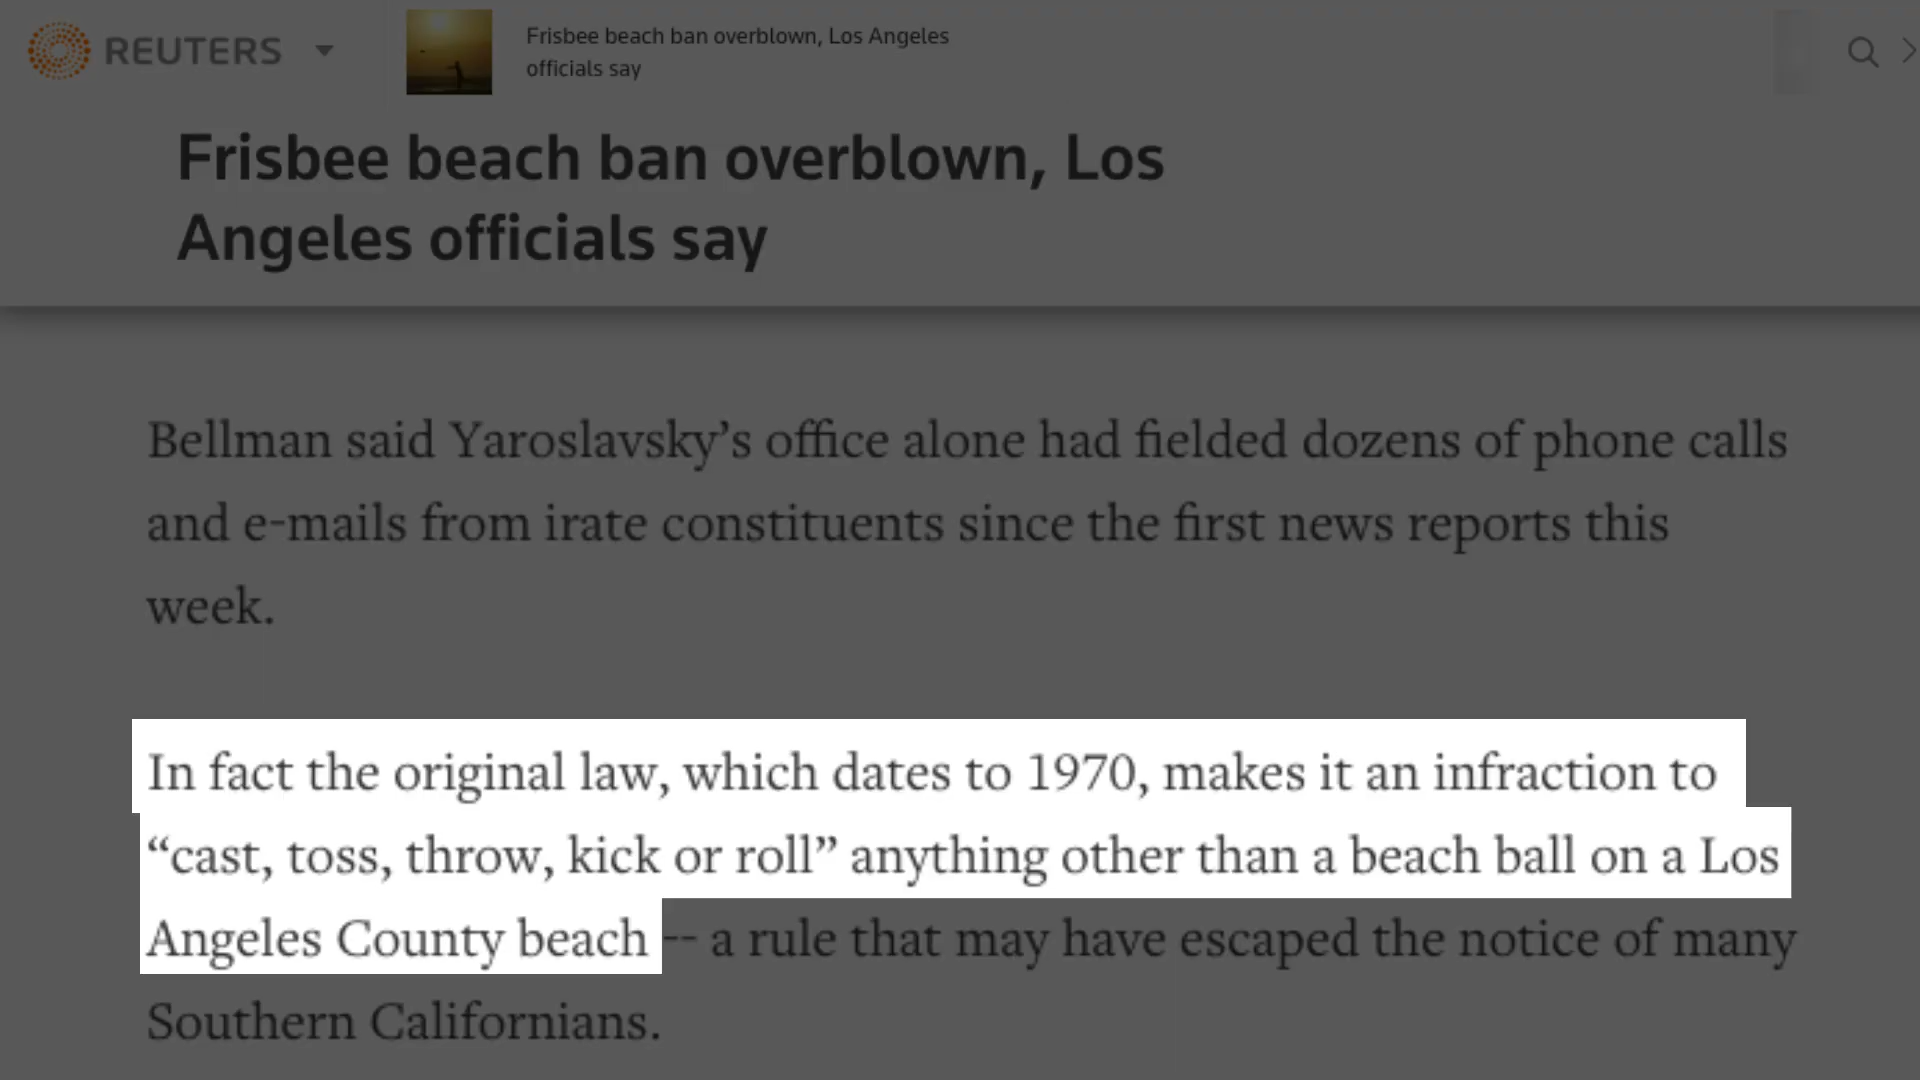 REUTERS
Frisbee beach ban overblown, Los Angeles
officials say
Frisbee beach ban overblown, Los
Angeles officials say
Bellman said Yaroslavsky’s office alone had fielded dozens of phone calls
and e-mails from irate constituents since the first news reports this
week.
In fact the original law, which dates to 1970, makes it an infraction to
“cast, toss, throw, kick or roll” anything other than a beach ball on a Los
Angeles County beach -- a rule that may have escaped the notice of many
Southern Californians.